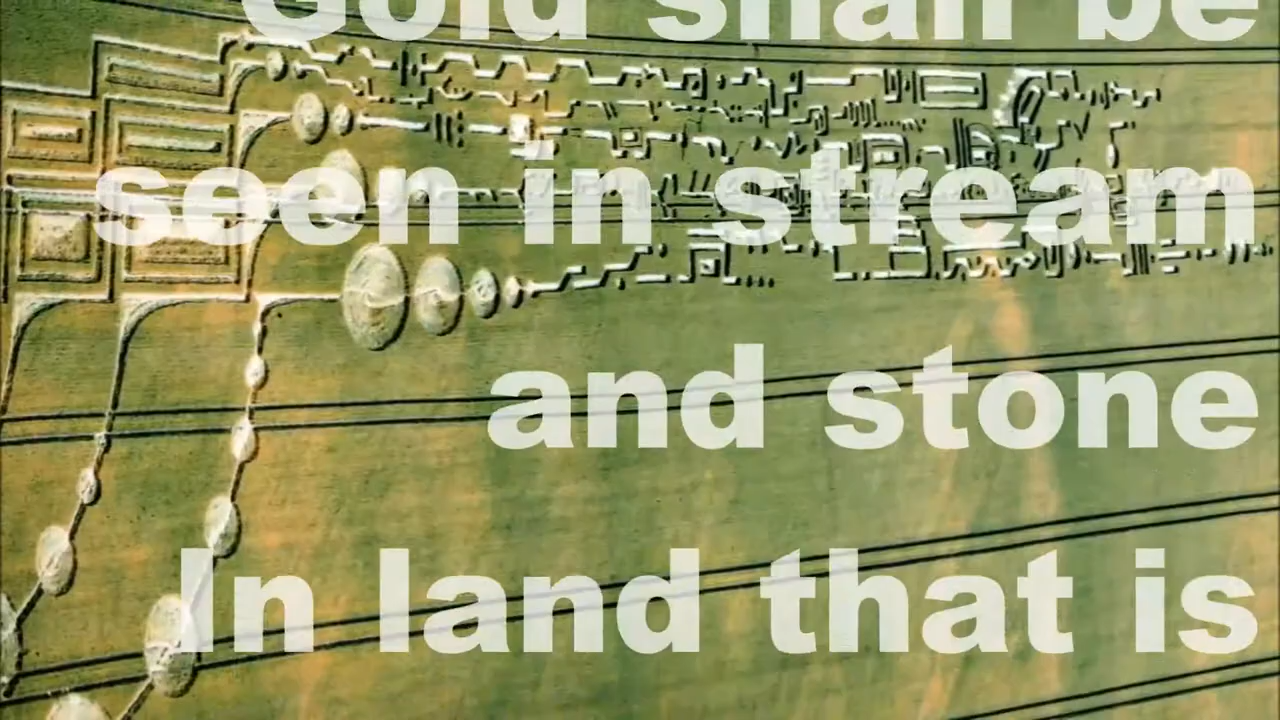 Gold shall be
seen in stream
and stone
In land that is